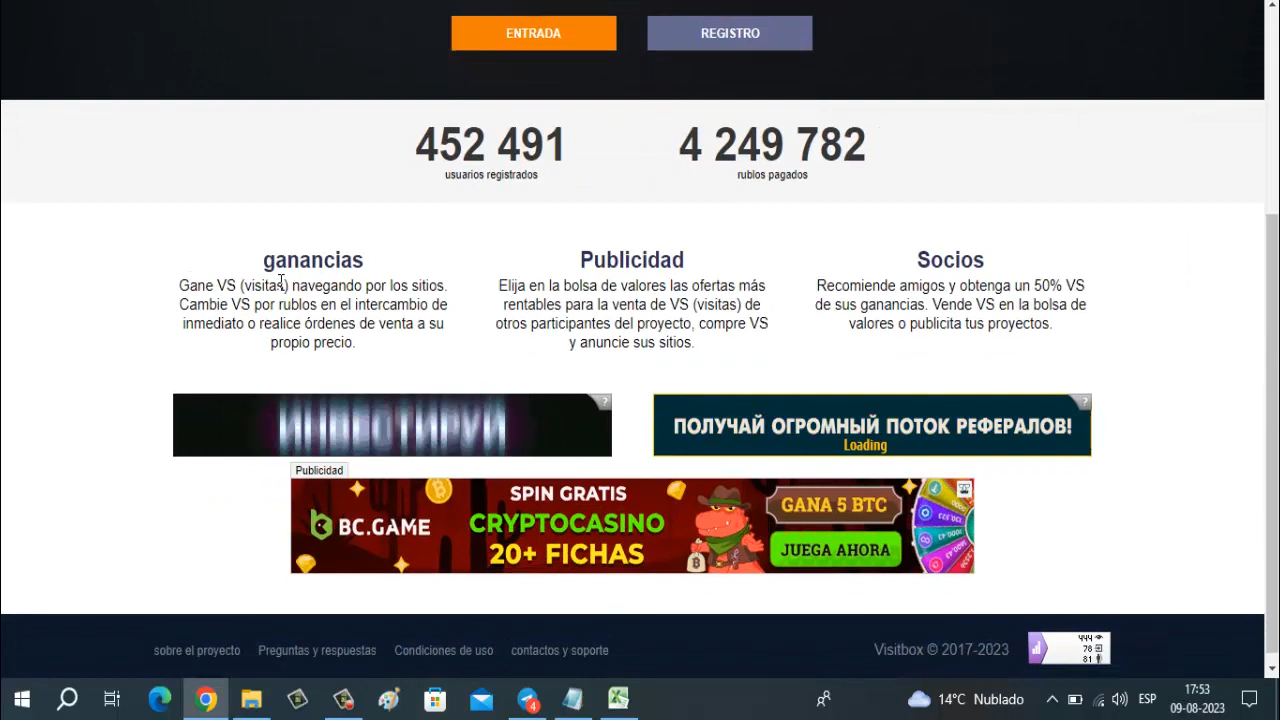 ENTRADA
REGISTRO
452 491
usuarios registrados
4 249 782
rublos pagados
ganancias
Gane VS (visitas) navegando por los sitios.
Cambie VS por rublos en el intercambio de
inmediato o realice órdenes de venta a su
propio precio.
Publicidad
Elija en la bolsa de valores las ofertas más
rentables para la venta de VS (visitas) de
otros participantes del proyecto, compre VS
y anuncie sus sitios.
Socios
Recomiende amigos y obtenga un 50% VS
de sus ganancias. Vende VS en la bolsa de
valores o publicita tus proyectos.
?
ПОЛУЧАЙ ОГРОМНЫЙ ПОТОК РЕФЕРАЛОВ!
Loading
?
Publicidad
BC.GAME
SPIN GRATIS
CRYPTOCASINO
20+ FICHAS
GANA 5 BTC
JUEGA AHORA
sobre el proyecto
Preguntas y respuestas
Condiciones de uso
contactos y soporte
Visitbox © 2017-2023
444
78
81
4
14°C Nublado
ESP
17:53
09-08-2023